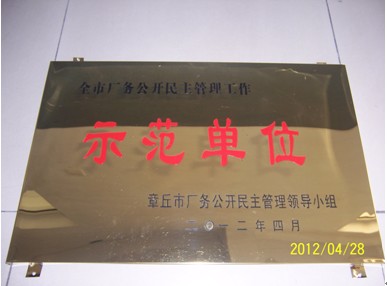 全市厂务公开民主管理工作
示范单位
章丘市厂务公开民主管理领导小组
二〇一二年四月
2012/04/28